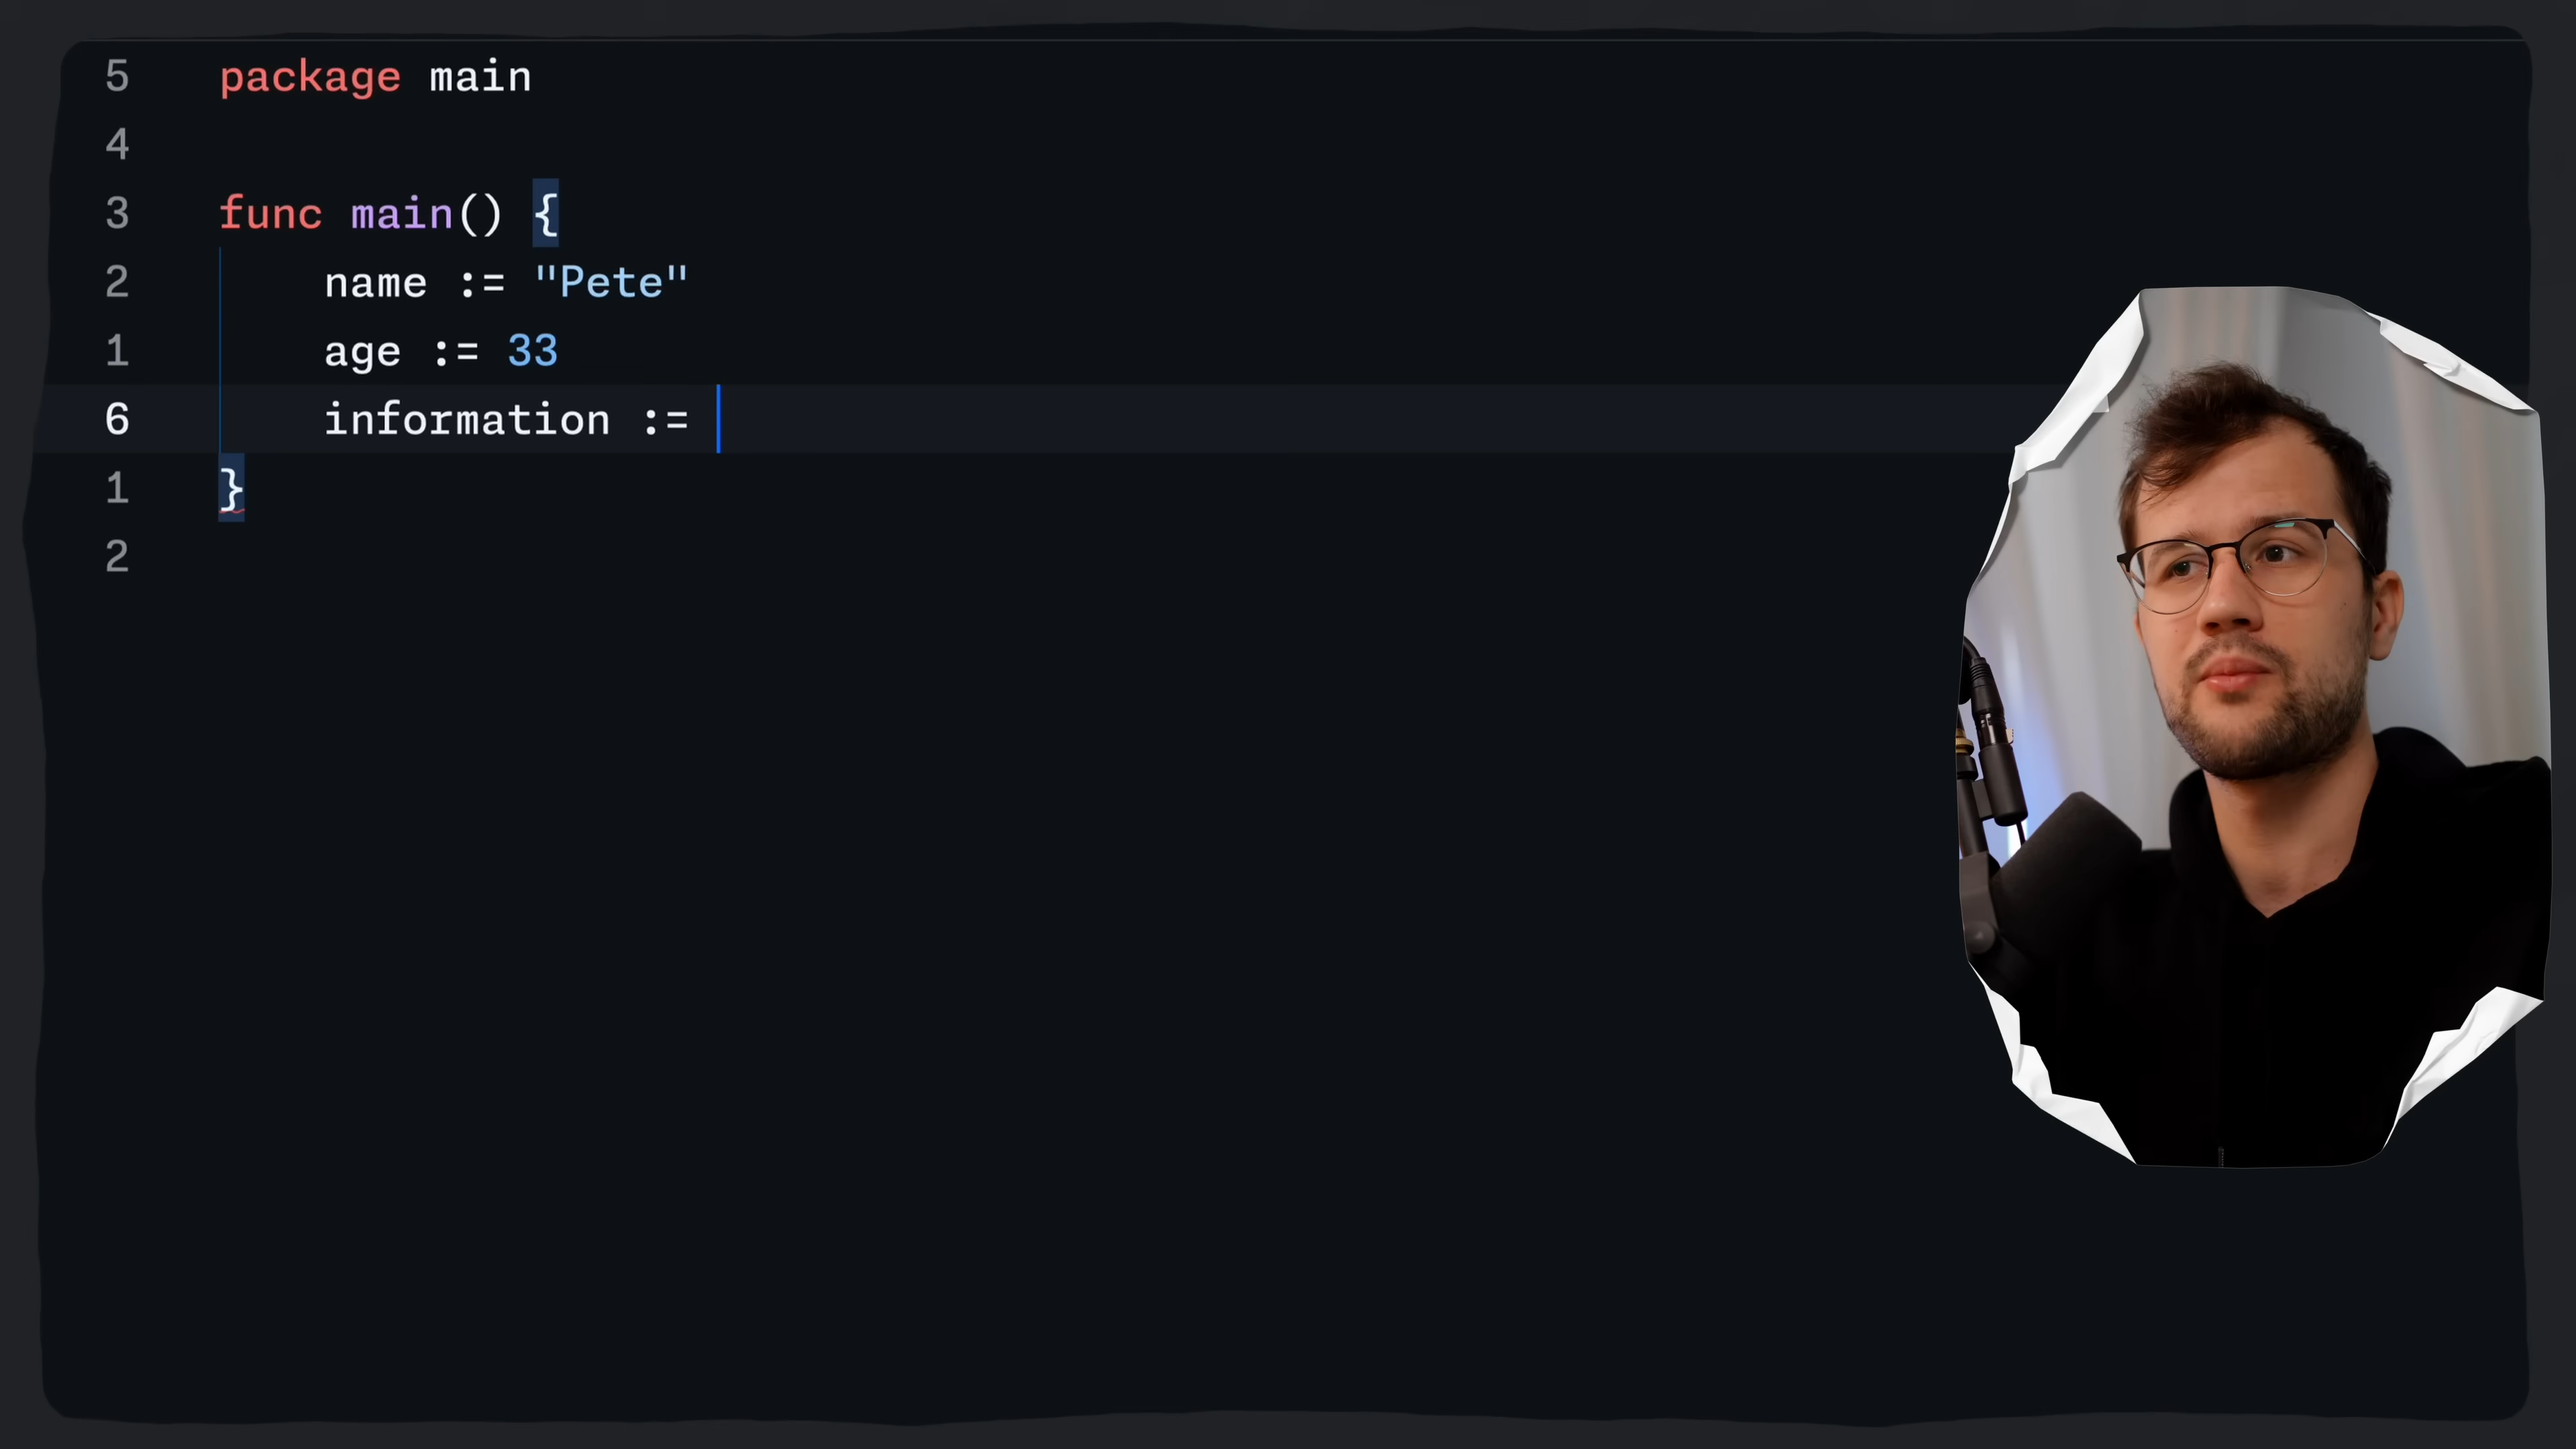 5 package main
4
3 func main() {
2 name := "Pete"
1 age := 33
6 information :=
1 }
2